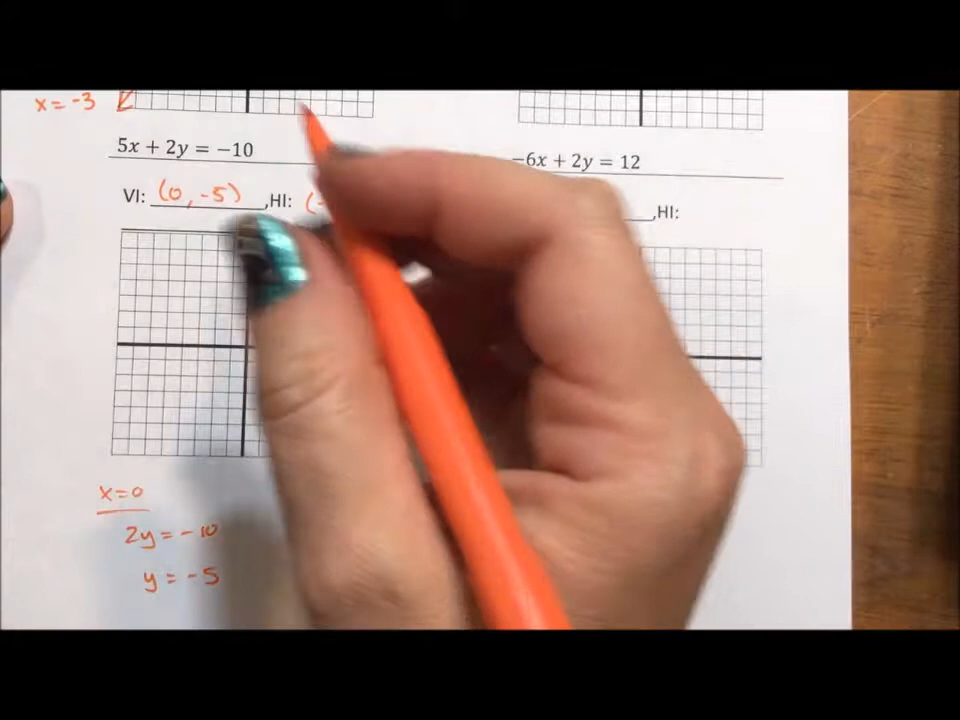 x = -3
5x + 2y = −10
VI: (0, -5) ,HI: (-
−6x + 2y = 12
,HI:
x=0
2y = -10
y = -5